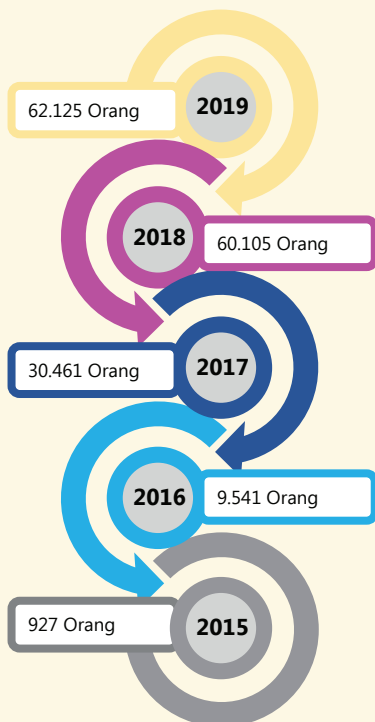 62.125 Orang
2019
2018
60.105 Orang
30.461 Orang
2017
2016
9.541 Orang
927 Orang
2015